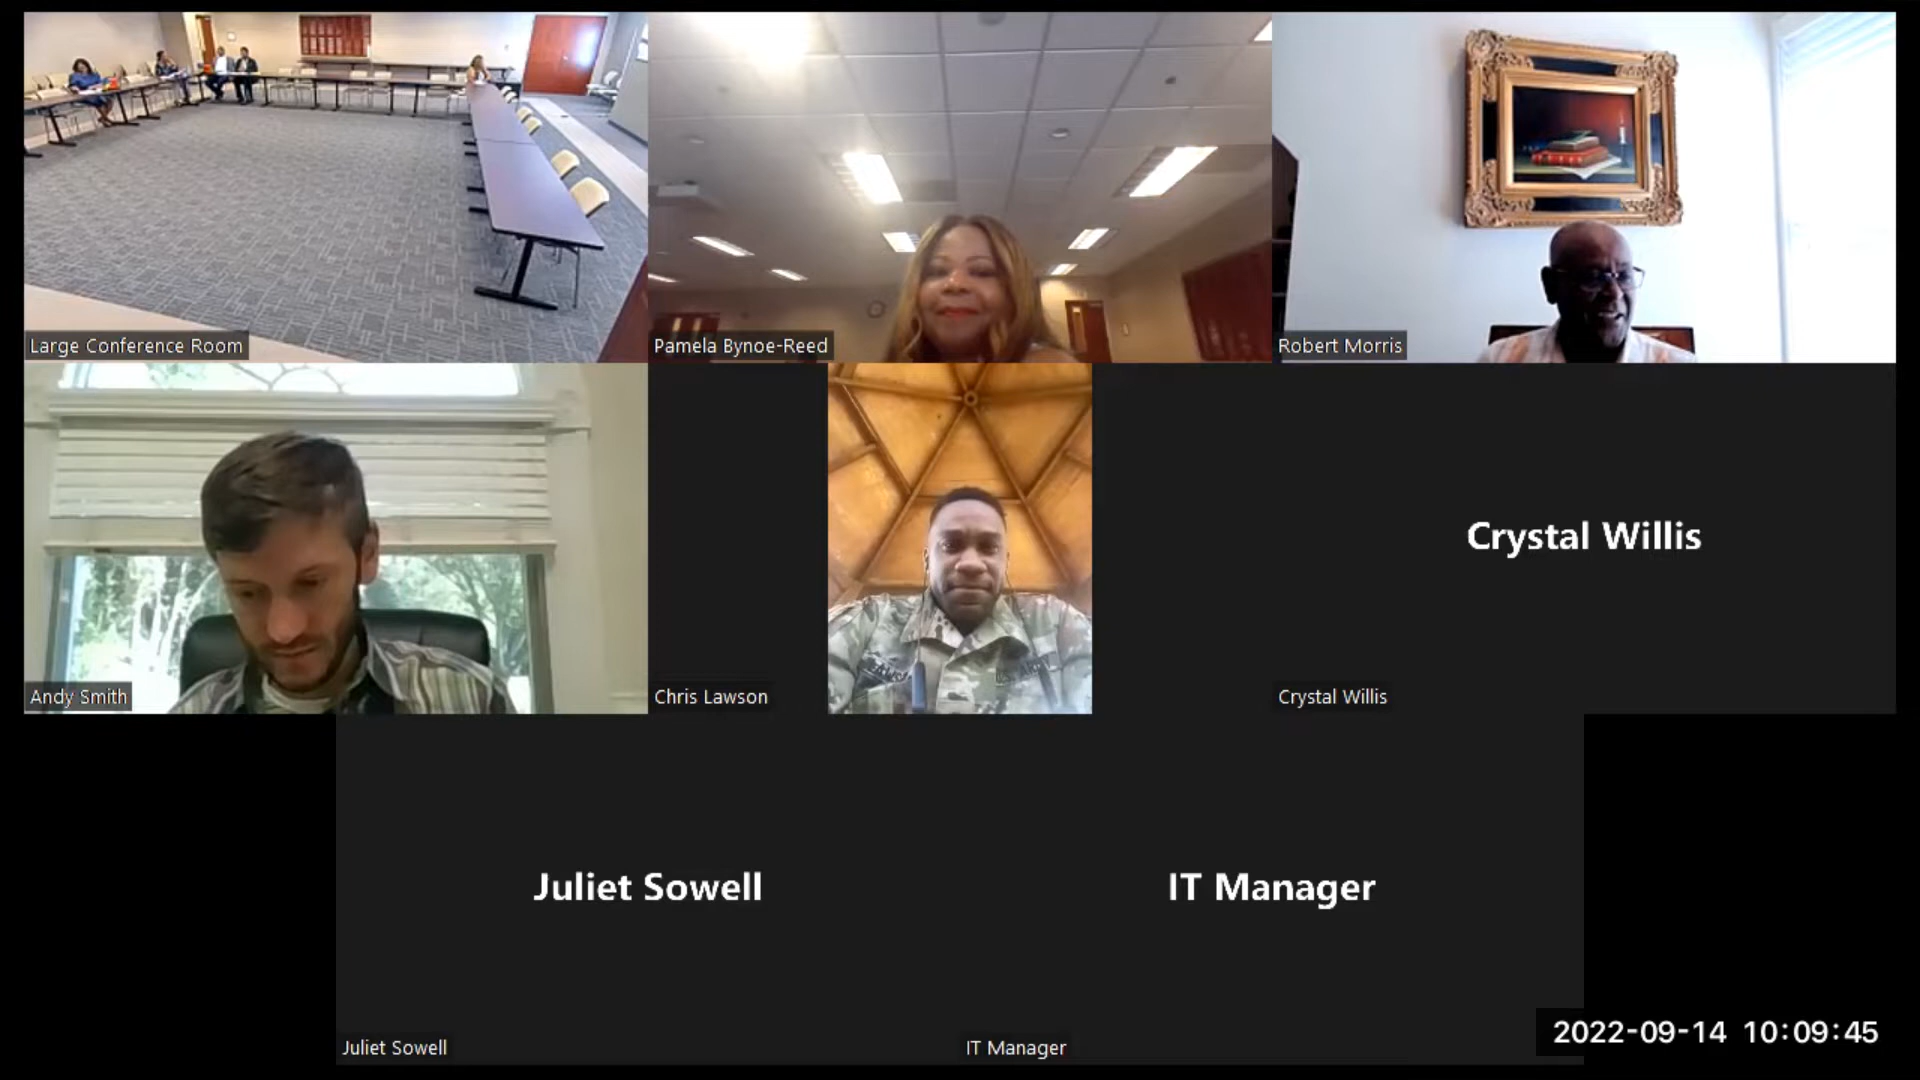 Large Conference Room
Pamela Bynoe-Reed
Robert Morris
Crystal Willis
Andy Smith
Chris Lawson
Crystal Willis
Juliet Sowell
IT Manager
Juliet Sowell
IT Manager
2022-09-14 10:09:45